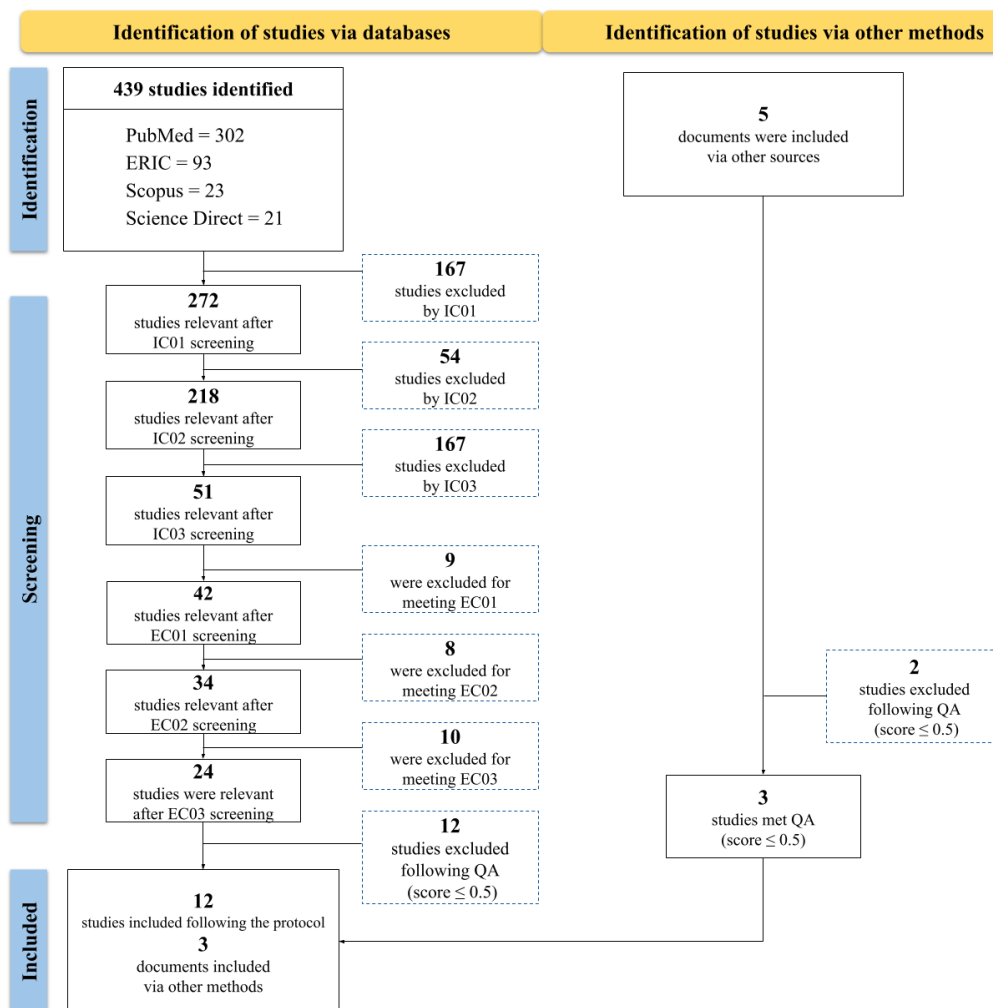 Identification of studies via databases
Identification of studies via other methods
Identification
439 studies identified
PubMed = 302
ERIC = 93
Scopus = 23
Science Direct = 21
5
documents were included
via other sources
167
studies excluded
by IC01
Screening
272
studies relevant after
IC01 screening
54
studies excluded
by IC02
218
studies relevant after
IC02 screening
167
studies excluded
by IC03
51
studies relevant after
IC03 screening
9
were excluded for
meeting EC01
42
studies relevant after
EC01 screening
8
were excluded for
meeting EC02
34
studies relevant after
EC02 screening
10
were excluded for
meeting EC03
24
studies were relevant
after EC03 screening
12
studies excluded
following QA
(score ≤ 0.5)
2
studies excluded
following QA
(score ≤ 0.5)
3
studies met QA
(score ≤ 0.5)
Included
12
studies included following the protocol
3
documents included
via other methods